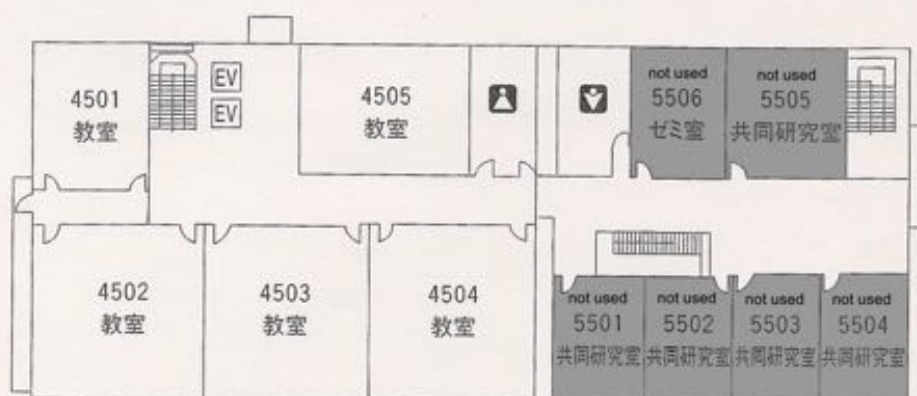 4501
教室
EV
EV
4505
教室
not used
5506
ゼミ室
not used
5505
共同研究室
4502
教室
4503
教室
4504
教室
not used
5501
共同研究室
not used
5502
共同研究室
not used
5503
共同研究室
not used
5504
共同研究室